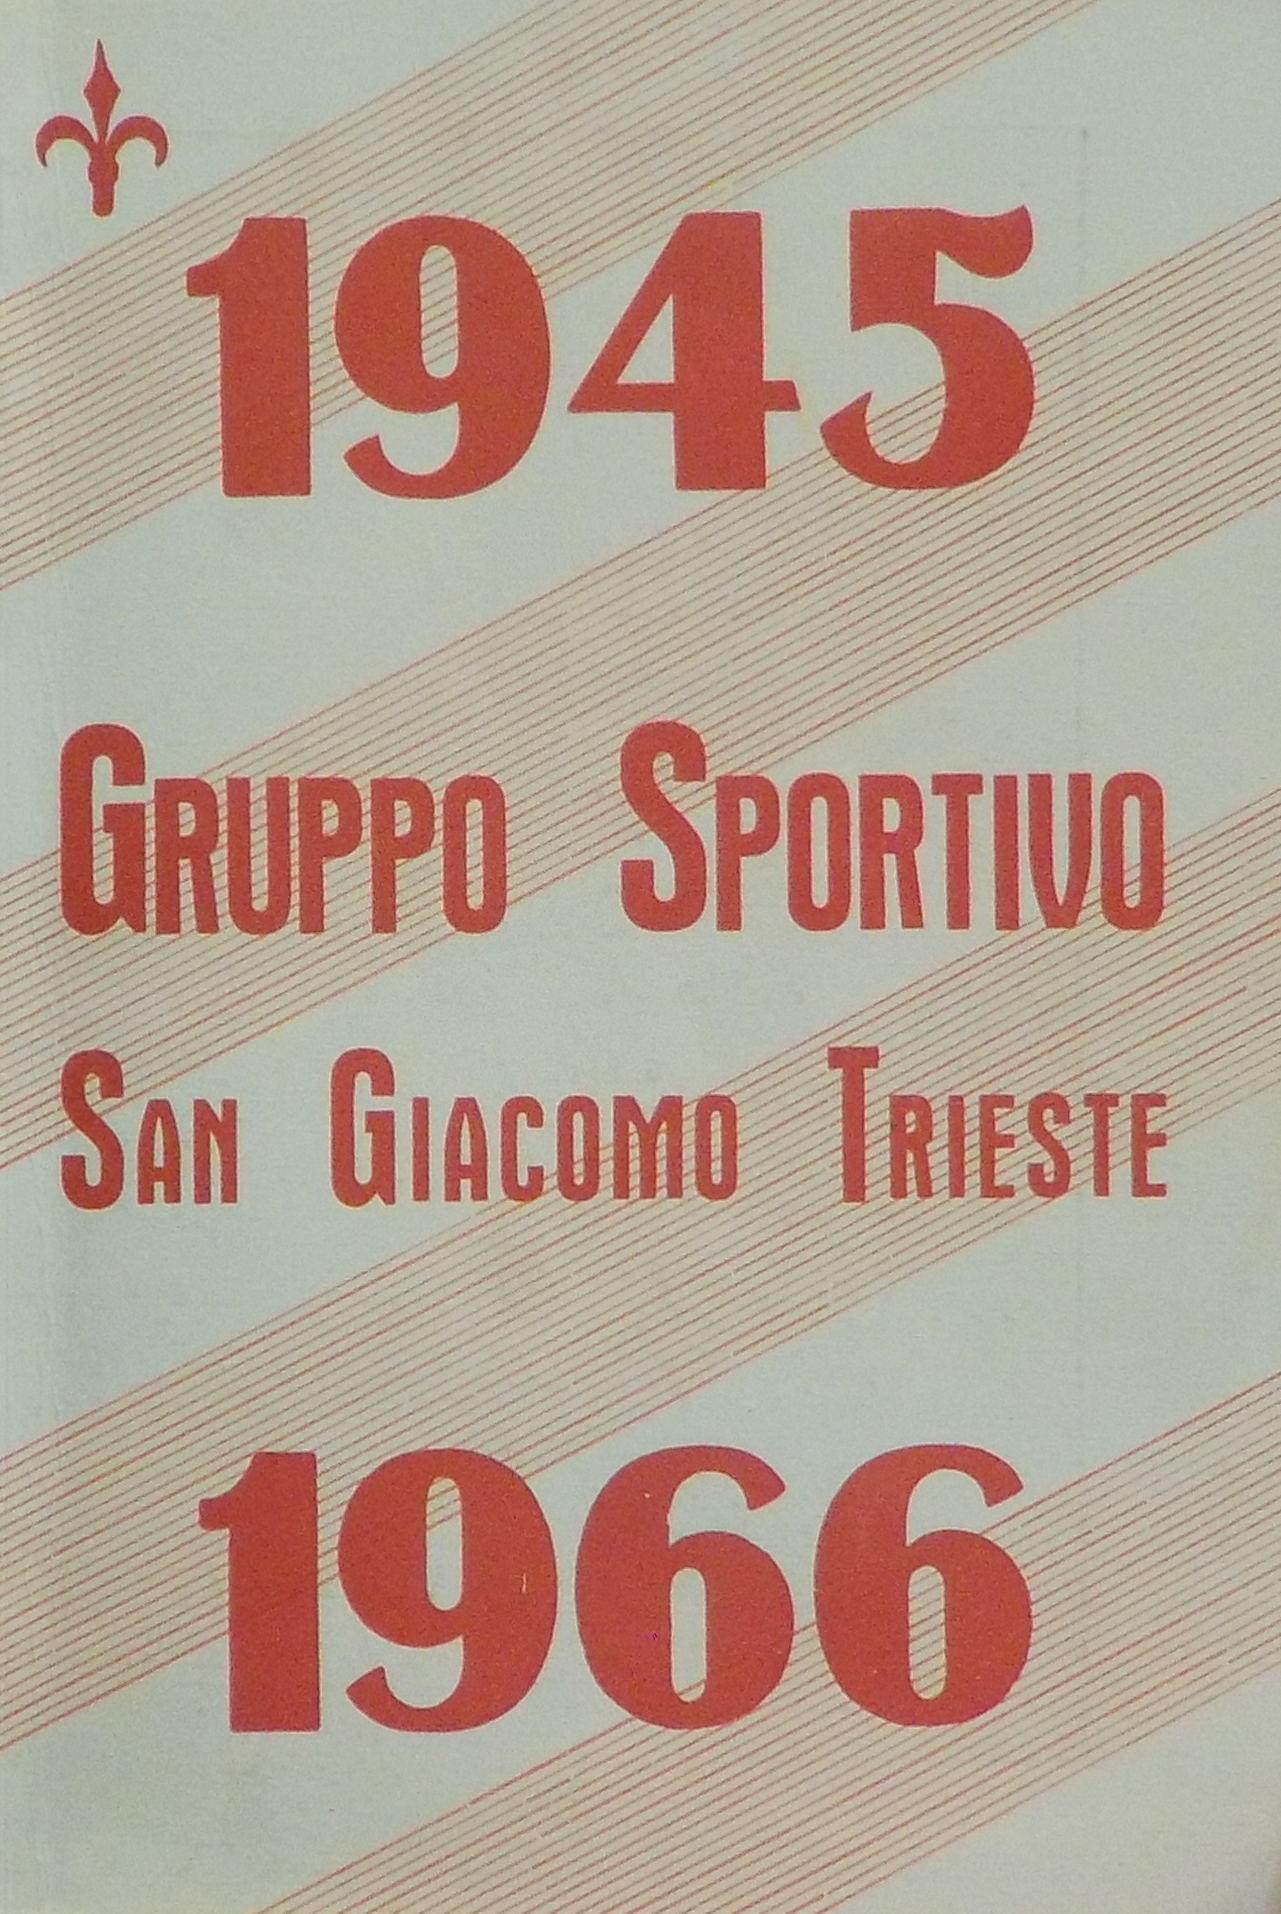 1945
GRUPPO SPORTIVO
SAN GIACOMO TRIESTE
1966